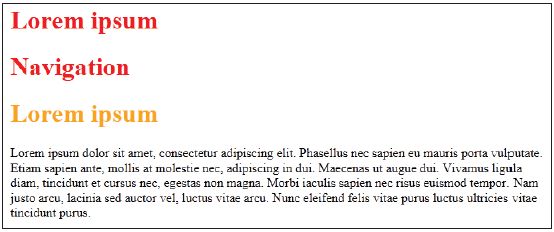 Lorem ipsum
Navigation
Lorem ipsum
Lorem ipsum dolor sit amet, consectetur adipiscing elit. Phasellus nec sapien eu mauris porta vulputate.
Etiam sapien ante, mollis at molestie nec, adipiscing in dui. Maecenas ut augue dui. Vivamus ligula
diam, tincidunt et cursus nec, egestas non magna. Morbi iaculis sapien nec risus euismod tempor. Nam
justo arcu, lacinia sed auctor vel, luctus vitae arcu. Nunc eleifend felis vitae purus luctus ultricies vitae
tincidunt purus.